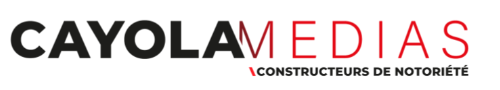 CAYOLAMEDIAS
\CONSTRUCTEURS DE NOTORIÉTÉ